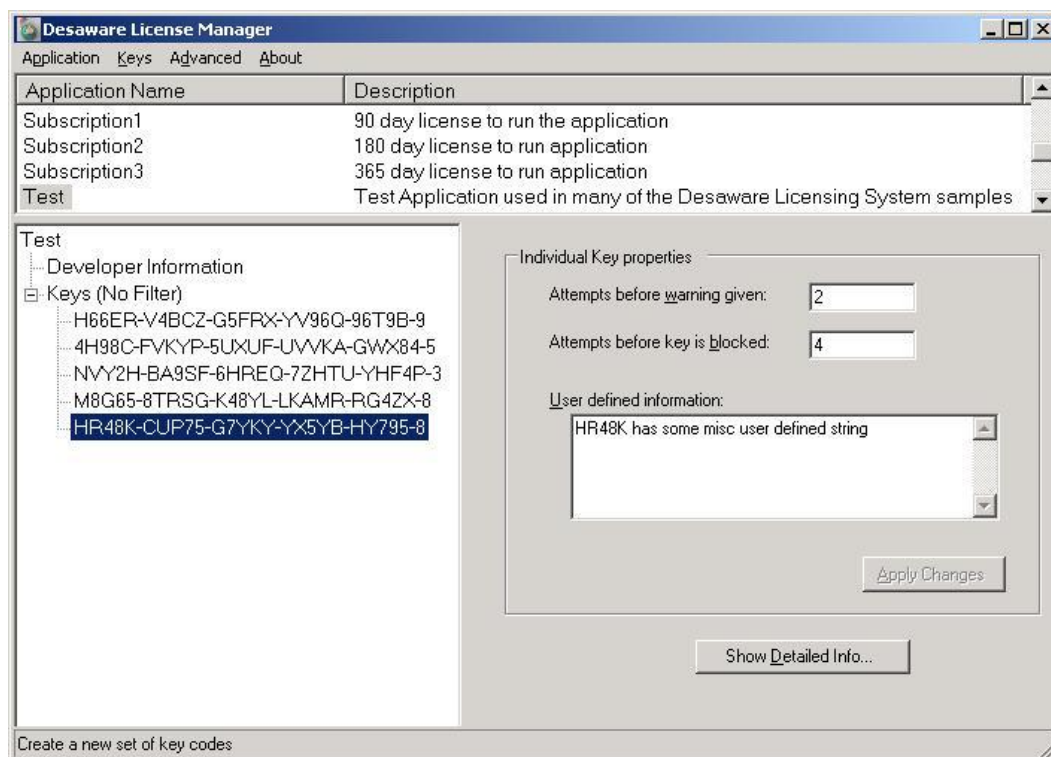 Desaware License Manager
Application Keys Advanced About
Application Name Description
Subscription1 90 day license to run the application
Subscription2 180 day license to run application
Subscription3 365 day license to run application
Test Test Application used in many of the Desaware Licensing System samples
Test
Developer Information
Keys (No Filter)
H66ER-V4BCZ-G5FRX-YV96Q-96T9B-9
4H98C-FVKYP-5UXUF-UVVKA-GWX84-5
NVY2H-BA9SF-6HREQ-7ZHTU-YHF4P-3
M8G65-8TRSG-K48YL-LKAMR-RG4ZX-8
HR48K-CUP75-G7YKY-YX5YB-HY795-8
Individual Key properties
Attempts before warning given: 2
Attempts before key is blocked: 4
User defined information:
HR48K has some misc user defined string
Apply Changes
Show Detailed Info...
Create a new set of key codes